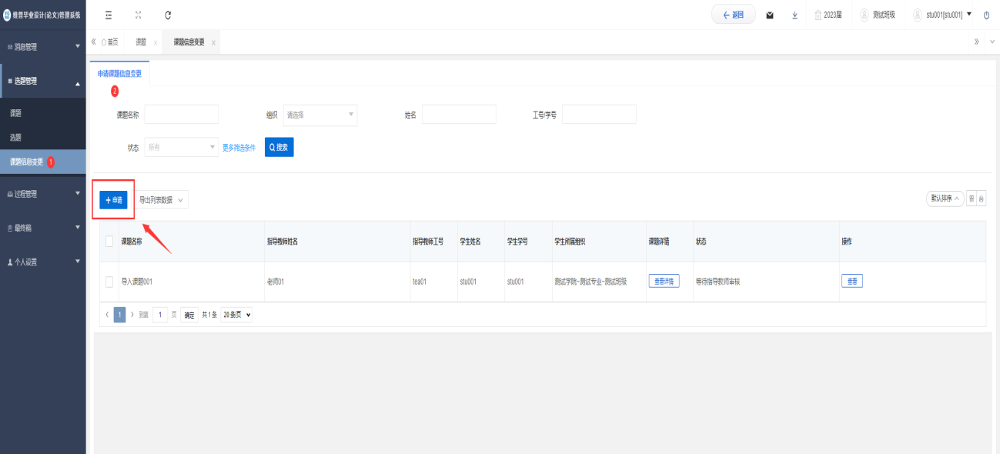 维普毕业设计(论文)管理系统
返回
2023届
测试班级
stu001[stu001]
消息管理
首页
课题
课题信息变更
选题管理
申请课题信息变更
2
课题名称
组织
请选择
姓名
工号/学号
课题
选题
状态
所有
更多筛选条件
搜索
课题信息变更
1
过程管理
申请
导出列表数据
默认排序
最终稿
课题名称
指导教师姓名
指导教师工号
学生姓名
学生学号
学生所属组织
课题详情
状态
操作
个人设置
导入课题001
老师01
tea01
stu001
stu001
测试学院~测试专业~测试班级
查看详情
等待指导教师审核
查看
1
到第
1
页
确定
共1条
20条/页